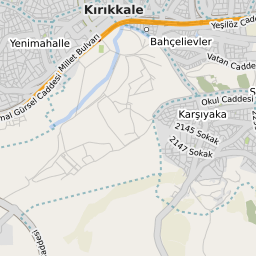 Kırıkkale
Yeşilöz Cadde
Yenimahalle
Bahçelievler
Vatan Cadde
Millet Bulvarı
mal Gürsel Caddesi
Okul Caddesi
S
Karşıyaka
2145 Sokak
2147 Sokak
addesi